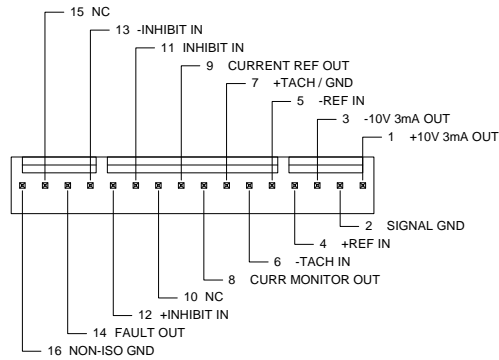 15 NC
13 -INHIBIT IN
11 INHIBIT IN
9 CURRENT REF OUT
7 +TACH / GND
5 -REF IN
3 -10V 3mA OUT
1 +10V 3mA OUT
2 SIGNAL GND
4 +REF IN
6 -TACH IN
8 CURR MONITOR OUT
10 NC
12 +INHIBIT IN
14 FAULT OUT
16 NON-ISO GND